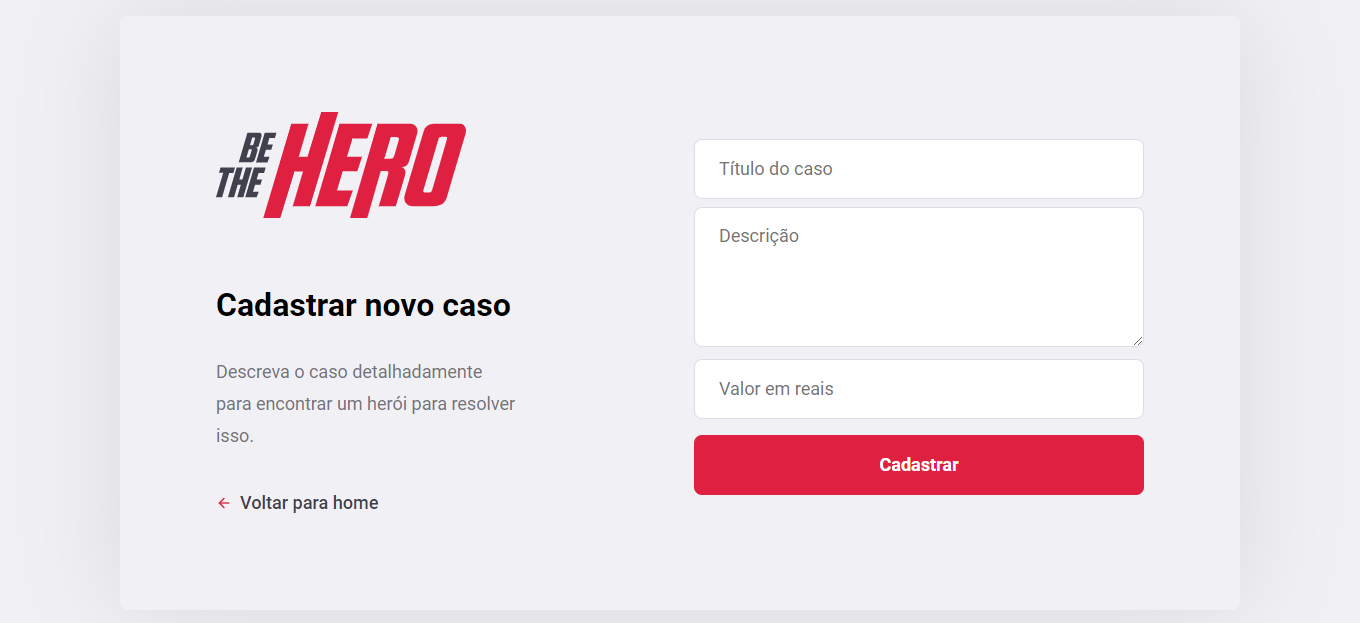 BE
THE HERO
Cadastrar novo caso
Descreva o caso detalhadamente
para encontrar um herói para resolver
isso.
Voltar para home
Título do caso
Descrição
Valor em reais
Cadastrar